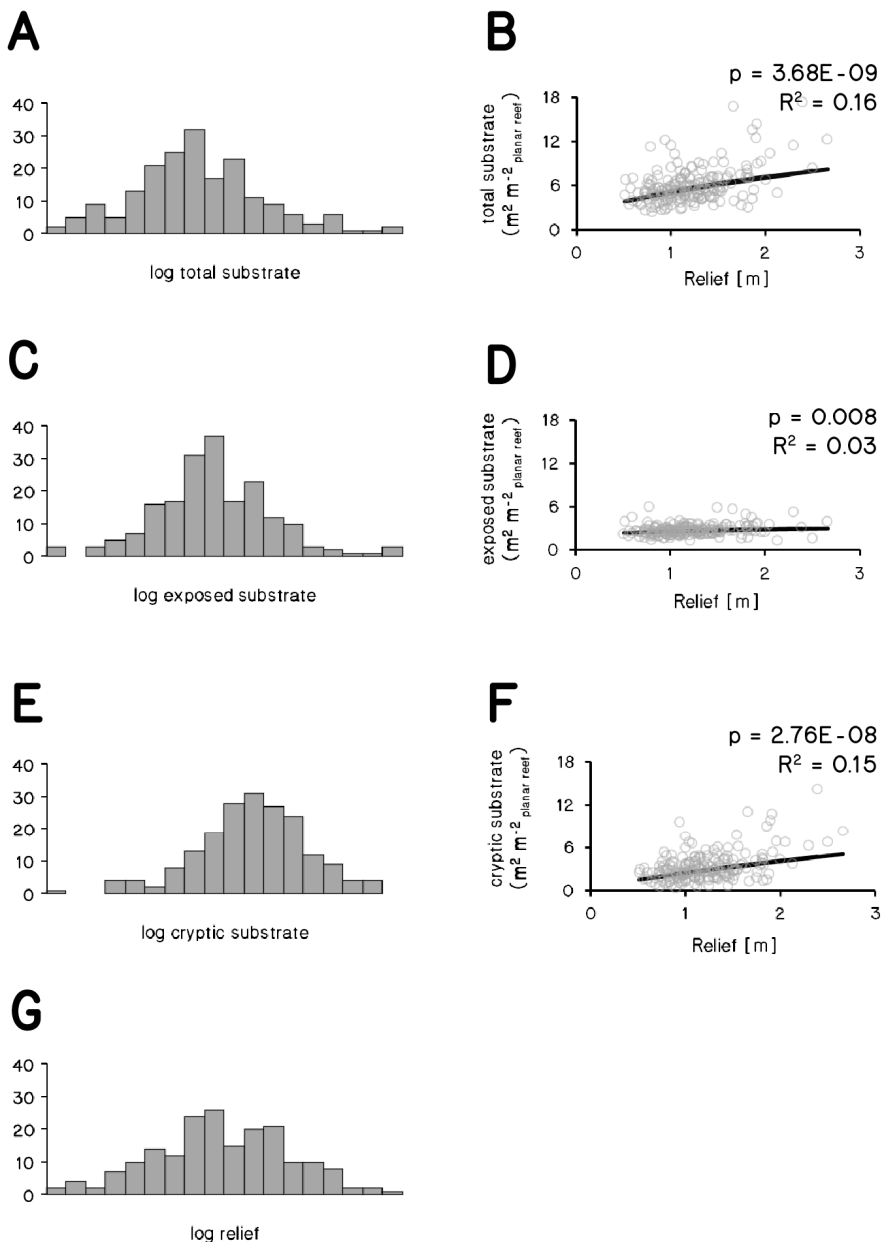 A
40
30
20
10
0
log total substrate
B
p = 3.68E-09
R² = 0.16
total substrate
(m² m⁻² planar reef)
18
12
6
0
0 1 2 3
Relief [m]
C
40
30
20
10
0
log exposed substrate
D
p = 0.008
R² = 0.03
exposed substrate
(m² m⁻² planar reef)
18
12
6
0
0 1 2 3
Relief [m]
E
40
30
20
10
0
log cryptic substrate
F
p = 2.76E-08
R² = 0.15
cryptic substrate
(m² m⁻² planar reef)
18
12
6
0
0 1 2 3
Relief [m]
G
40
30
20
10
0
log relief